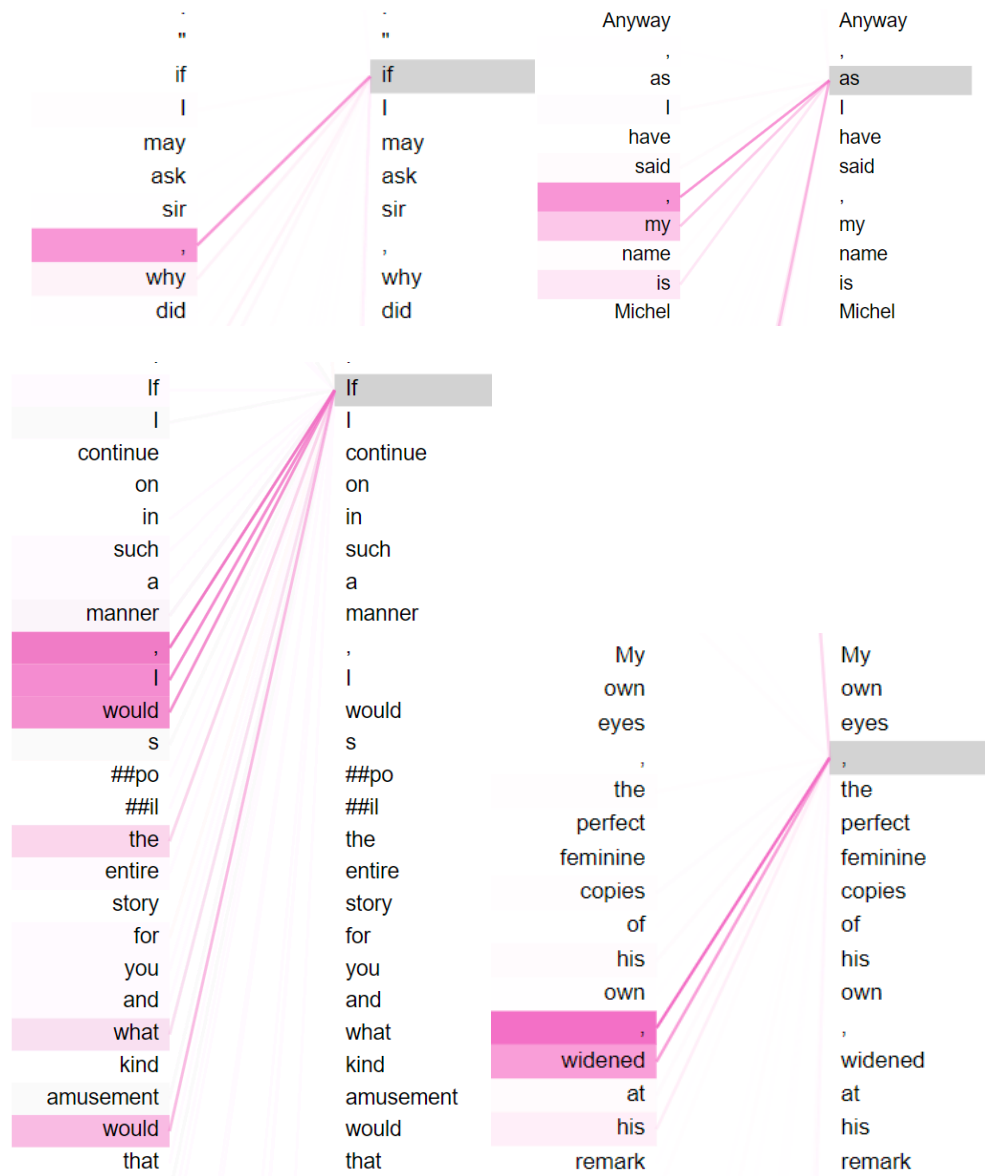 " "
if if
I I
may may
ask ask
sir sir
, ,
why why
did did
Anyway Anyway
, ,
as as
I I
have have
said said
, ,
my my
name name
is is
Michel Michel
If If
I I
continue continue
on on
in in
such such
a a
manner manner
, ,
I I
would would
s s
##po ##po
##il ##il
the the
entire entire
story story
for for
you you
and and
what what
kind kind
amusement amusement
would would
that that
My My
own own
eyes eyes
, ,
the the
perfect perfect
feminine feminine
copies copies
of of
his his
own own
, ,
widened widened
at at
his his
remark remark